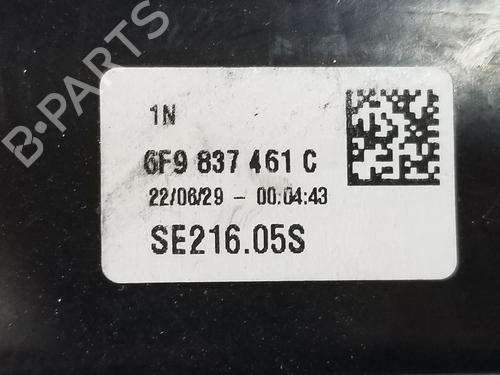 B-PARTS
1N
6F9 837 461 C
22/06/29 - 00:04:43
SE216.05S